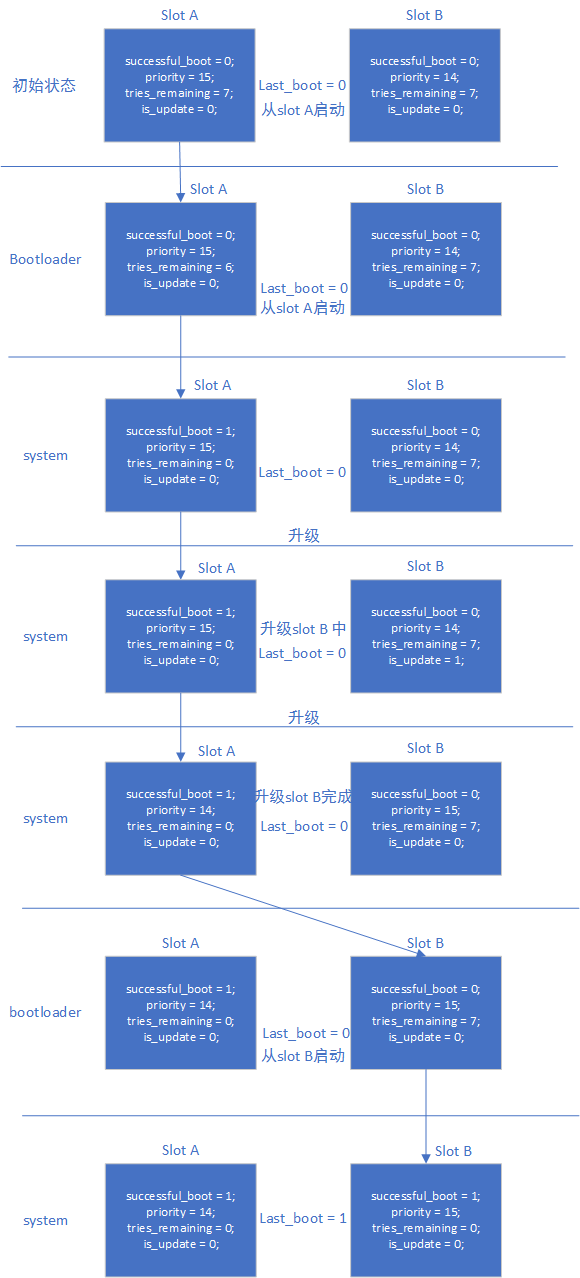 Slot A
Slot B
初始状态
successful_boot = 0;
priority = 15;
tries_remaining = 7;
is_update = 0;
Last_boot = 0
从slot A启动
successful_boot = 0;
priority = 14;
tries_remaining = 7;
is_update = 0;
Slot A
Slot B
Bootloader
successful_boot = 0;
priority = 15;
tries_remaining = 6;
is_update = 0;
Last_boot = 0
从slot A启动
successful_boot = 0;
priority = 14;
tries_remaining = 7;
is_update = 0;
Slot A
Slot B
system
successful_boot = 1;
priority = 15;
tries_remaining = 0;
is_update = 0;
Last_boot = 0
successful_boot = 0;
priority = 14;
tries_remaining = 7;
is_update = 0;
升级
Slot A
Slot B
system
successful_boot = 1;
priority = 15;
tries_remaining = 0;
is_update = 0;
升级slot B 中
Last_boot = 0
successful_boot = 0;
priority = 14;
tries_remaining = 7;
is_update = 1;
升级
Slot A
Slot B
system
successful_boot = 1;
priority = 14;
tries_remaining = 0;
is_update = 0;
升级slot B完成
Last_boot = 0
successful_boot = 0;
priority = 15;
tries_remaining = 7;
is_update = 0;
Slot A
Slot B
bootloader
successful_boot = 1;
priority = 14;
tries_remaining = 0;
is_update = 0;
Last_boot = 0
从slot B启动
successful_boot = 0;
priority = 15;
tries_remaining = 7;
is_update = 0;
Slot A
Slot B
system
successful_boot = 1;
priority = 14;
tries_remaining = 0;
is_update = 0;
Last_boot = 1
successful_boot = 1;
priority = 15;
tries_remaining = 0;
is_update = 0;